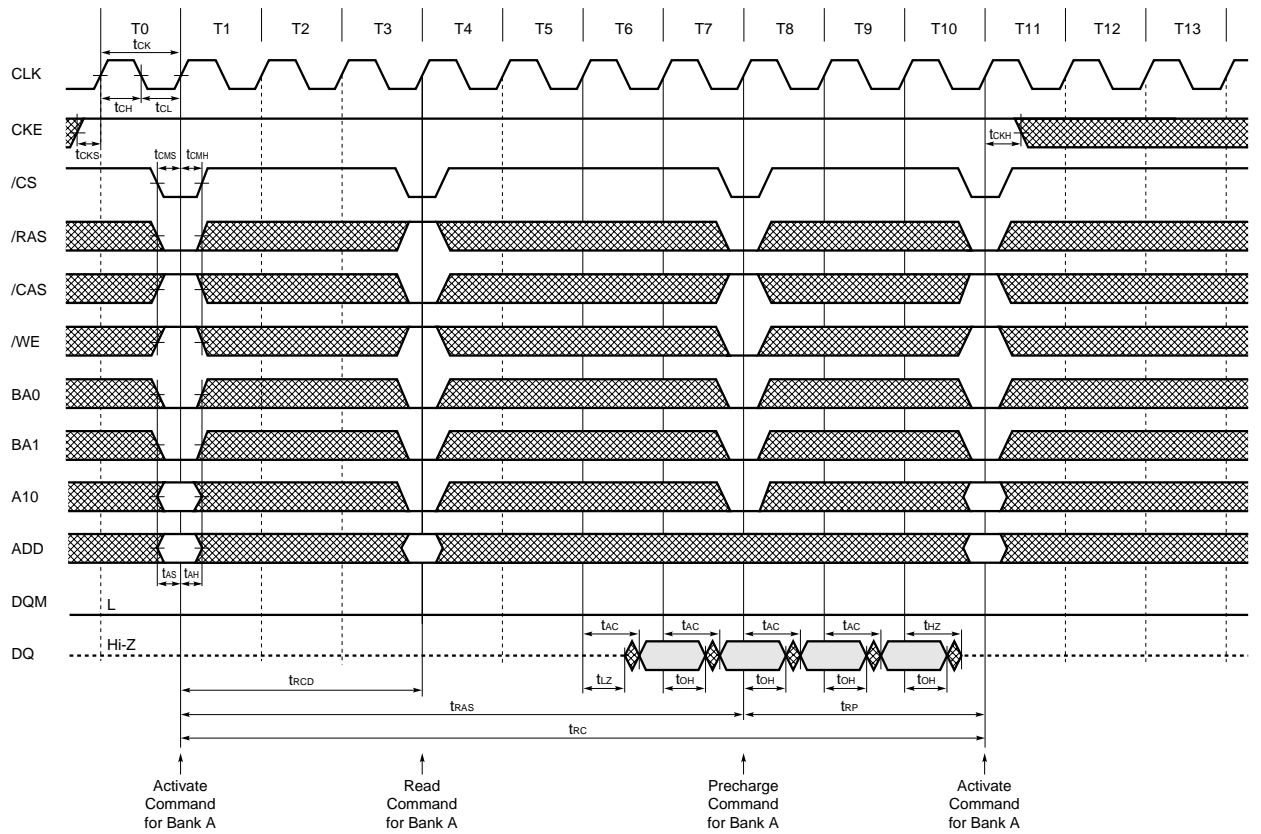 T0 T1 T2 T3 T4 T5 T6 T7 T8 T9 T10 T11 T12 T13
tCK
CLK
tCH tCL
CKE
tCKS tCMS tCMH tCKH
/CS
/RAS
/CAS
/WE
BA0
BA1
A10
ADD
tAS tAH
DQM L
tAC tAC tAC tAC tHZ
DQ Hi-Z
tLZ tOH tOH tOH tOH
tRCD
tRAS tRP
tRC
Activate
Command
for Bank A
Read
Command
for Bank A
Precharge
Command
for Bank A
Activate
Command
for Bank A